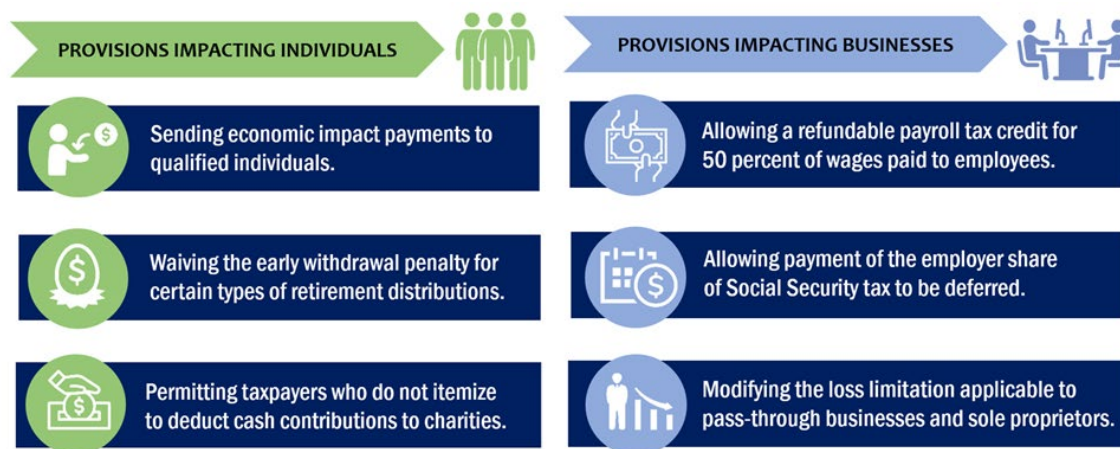 PROVISIONS IMPACTING INDIVIDUALS
Sending economic impact payments to
qualified individuals.
Waiving the early withdrawal penalty for
certain types of retirement distributions.
Permitting taxpayers who do not itemize
to deduct cash contributions to charities.
PROVISIONS IMPACTING BUSINESSES
Allowing a refundable payroll tax credit for
50 percent of wages paid to employees.
Allowing payment of the employer share
of Social Security tax to be deferred.
Modifying the loss limitation applicable to
pass-through businesses and sole proprietors.